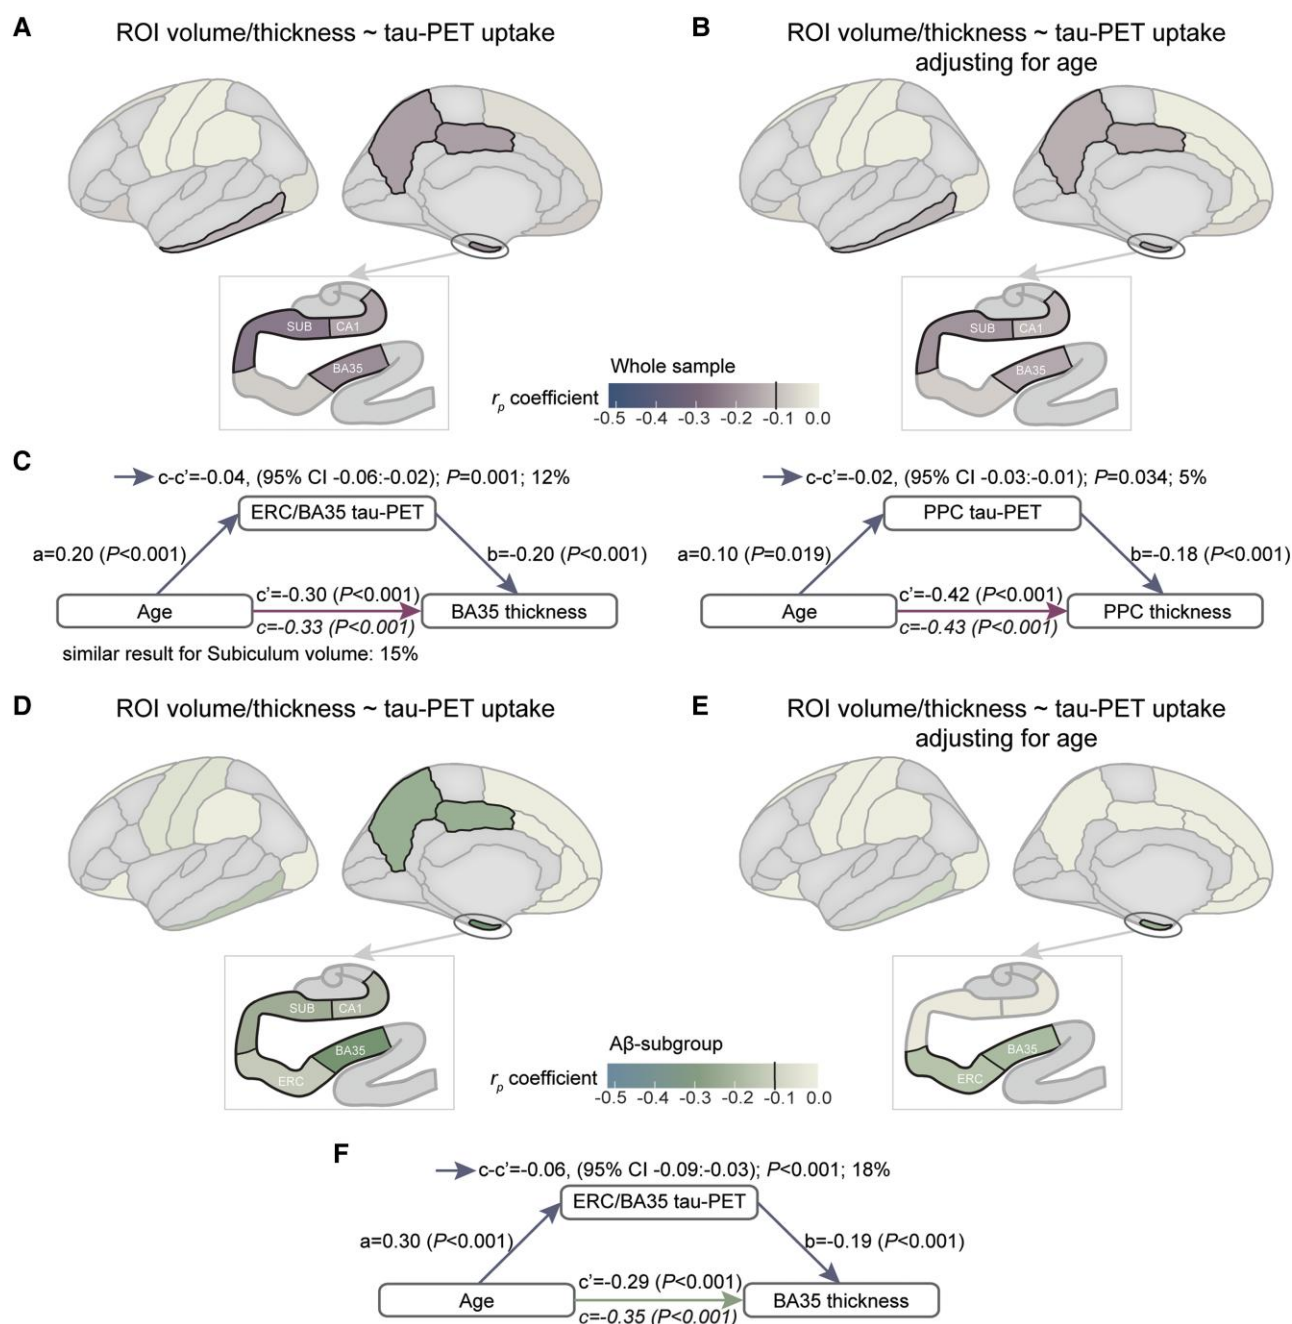 A
ROI volume/thickness ~ tau-PET uptake
B
ROI volume/thickness ~ tau-PET uptake
adjusting for age
SUB
CA1
BA35
SUB
CA1
BA35
Whole sample
rp coefficient
-0.5 -0.4 -0.3 -0.2 -0.1 0.0
C
c-c'=-0.04, (95% CI -0.06:-0.02); P=0.001; 12%
ERC/BA35 tau-PET
a=0.20 (P<0.001)
b=-0.20 (P<0.001)
c'=-0.30 (P<0.001)
Age
BA35 thickness
c=-0.33 (P<0.001)
similar result for Subiculum volume: 15%
c-c'=-0.02, (95% CI -0.03:-0.01); P=0.034; 5%
PPC tau-PET
a=0.10 (P=0.019)
b=-0.18 (P<0.001)
c'=-0.42 (P<0.001)
Age
PPC thickness
c=-0.43 (P<0.001)
D
ROI volume/thickness ~ tau-PET uptake
E
ROI volume/thickness ~ tau-PET uptake
adjusting for age
SUB
CA1
BA35
ERC
BA35
ERC
Aβ-subgroup
rp coefficient
-0.5 -0.4 -0.3 -0.2 -0.1 0.0
F
c-c'=-0.06, (95% CI -0.09:-0.03); P<0.001; 18%
ERC/BA35 tau-PET
a=0.30 (P<0.001)
b=-0.19 (P<0.001)
c'=-0.29 (P<0.001)
Age
BA35 thickness
c=-0.35 (P<0.001)